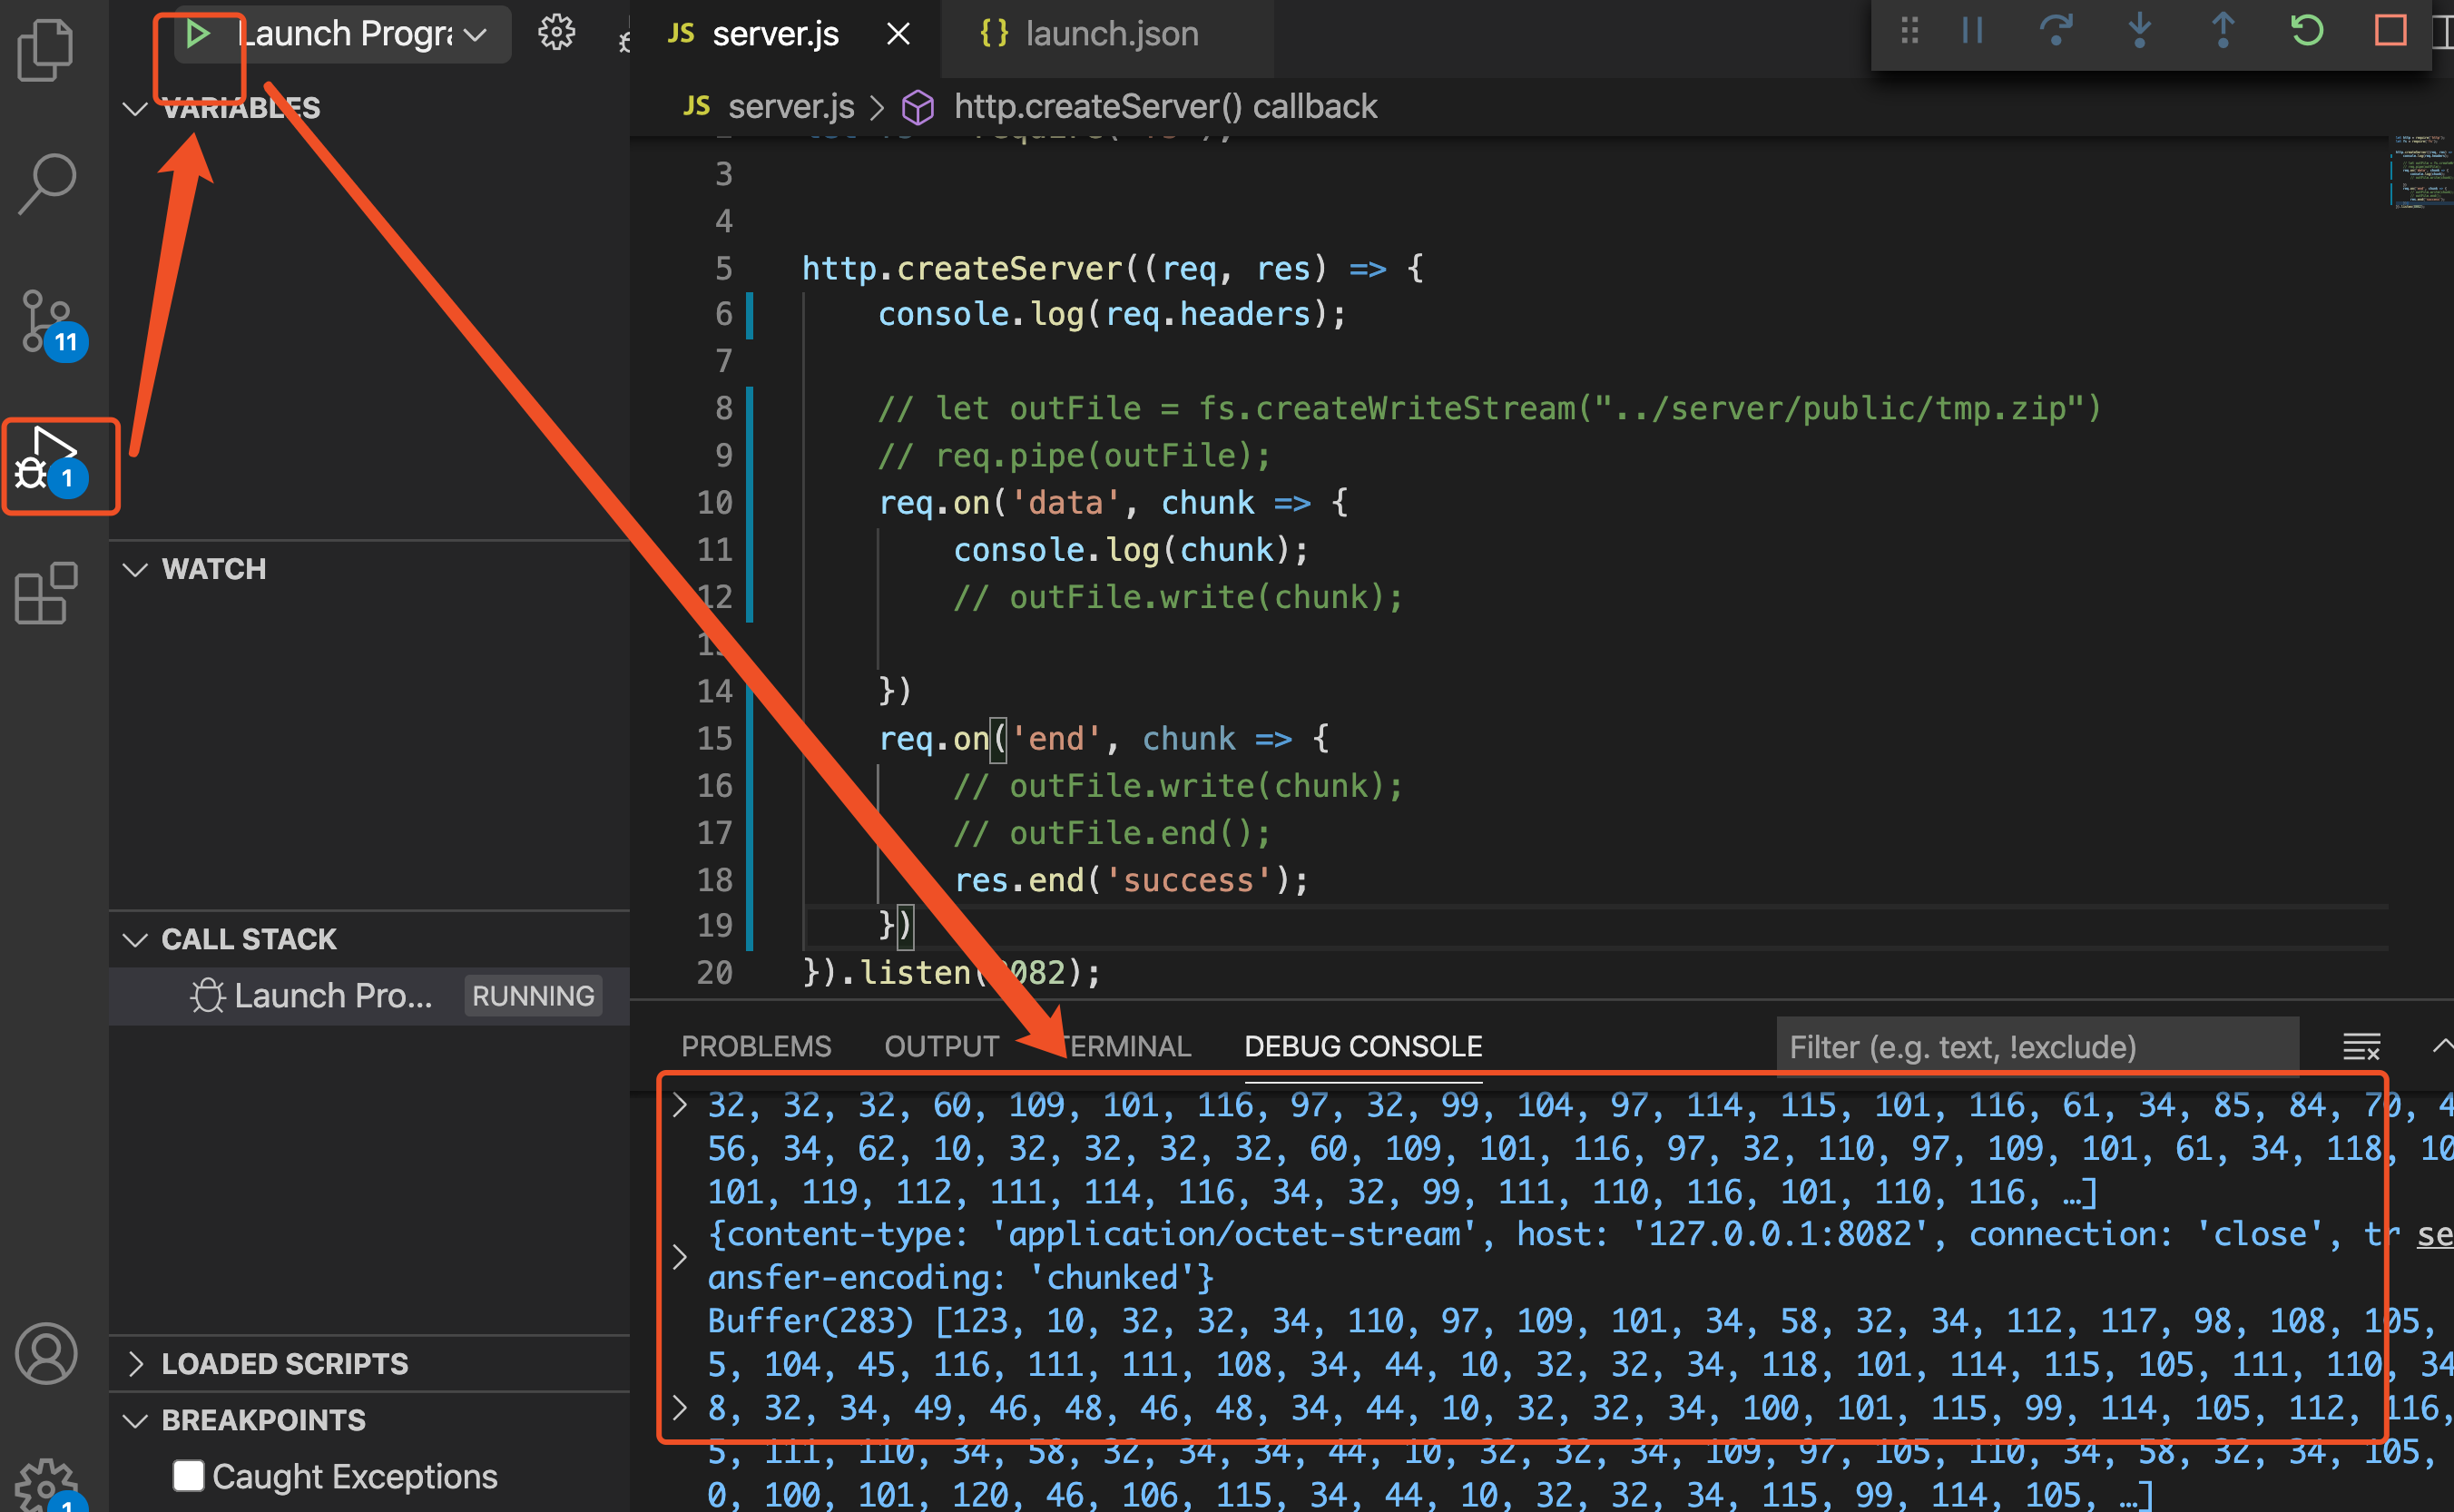 Launch Progra
JS server.js
{} launch.json
JS server.js > http.createServer() callback
VARIABLES
3
4
5 http.createServer((req, res) => {
6 console.log(req.headers);
7
8 // let outFile = fs.createWriteStream("../server/public/tmp.zip")
9 // req.pipe(outFile);
10 req.on('data', chunk => {
11 console.log(chunk);
12 // outFile.write(chunk);
14 })
15 req.on('end', chunk => {
16 // outFile.write(chunk);
17 // outFile.end();
18 res.end('success');
19 })
20 }).listen(8082);
11
1
WATCH
CALL STACK
Launch Pro... RUNNING
LOADED SCRIPTS
BREAKPOINTS
Caught Exceptions
1
PROBLEMS OUTPUT TERMINAL DEBUG CONSOLE Filter (e.g. text, !exclude)
32, 32, 32, 60, 109, 101, 116, 97, 32, 99, 104, 97, 114, 115, 101, 116, 61, 34, 85, 84, 70, 4
56, 34, 62, 10, 32, 32, 32, 32, 60, 109, 101, 116, 97, 32, 110, 97, 109, 101, 61, 34, 118, 10
101, 119, 112, 111, 114, 116, 34, 32, 99, 111, 110, 116, 101, 110, 116, …]
{content-type: 'application/octet-stream', host: '127.0.0.1:8082', connection: 'close', tr se
ansfer-encoding: 'chunked'}
Buffer(283) [123, 10, 32, 32, 34, 110, 97, 109, 101, 34, 58, 32, 34, 112, 117, 98, 108, 105,
5, 104, 45, 116, 111, 111, 108, 34, 44, 10, 32, 32, 34, 118, 101, 114, 115, 105, 111, 110, 34
8, 32, 34, 49, 46, 48, 46, 48, 34, 44, 10, 32, 32, 34, 100, 101, 115, 99, 114, 105, 112, 116,
5, 111, 110, 34, 58, 32, 34, 34, 44, 10, 32, 32, 34, 109, 97, 105, 110, 34, 58, 32, 34, 105,
0, 100, 101, 120, 46, 106, 115, 34, 44, 10, 32, 32, 34, 115, 99, 114, 105, …]